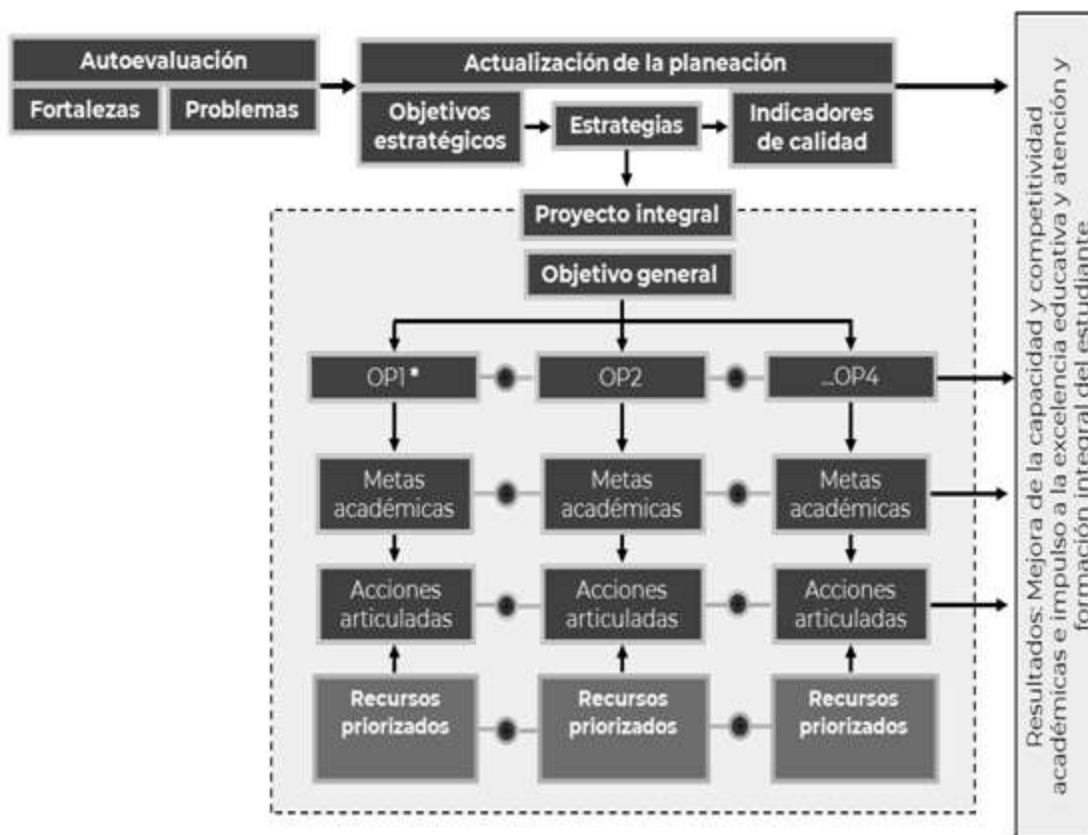 Autoevaluación
Fortalezas
Problemas
Actualización de la planeación
Objetivos
estratégicos
Estrategias
Indicadores
de calidad
Proyecto integral
Objetivo general
OP1 *
OP2
...OP4
Metas
académicas
Metas
académicas
Metas
académicas
Acciones
articuladas
Acciones
articuladas
Acciones
articuladas
Recursos
priorizados
Recursos
priorizados
Recursos
priorizados
Resultados: Mejora de la capacidad y competitividad
académicas e impulso a la excelencia educativa y atención y
formación integral del estudiante